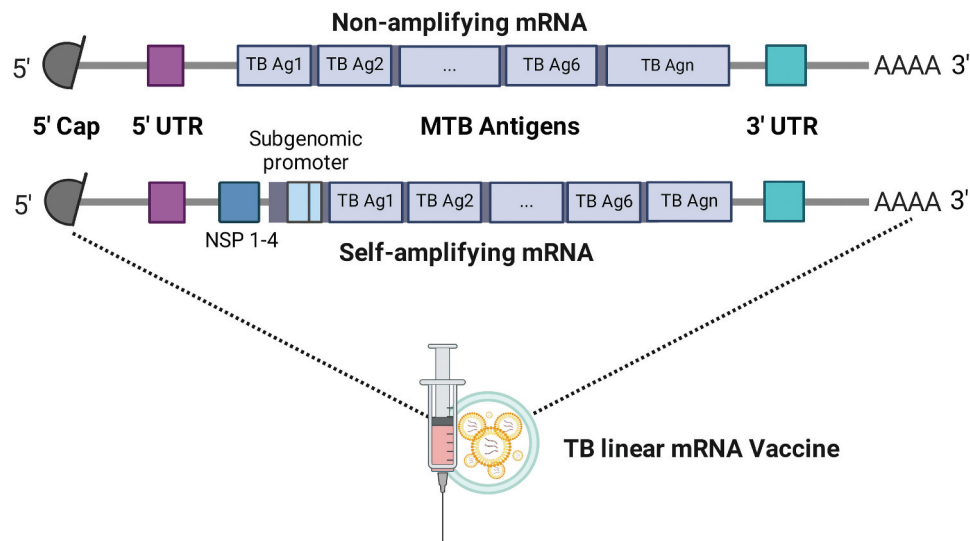 Non-amplifying mRNA
5' TB Ag1 TB Ag2 ... TB Ag6 TB Agn AAAA 3'
5' Cap 5' UTR MTB Antigens 3' UTR
Subgenomic
promoter
5' TB Ag1 TB Ag2 ... TB Ag6 TB Agn AAAA 3'
NSP 1-4
Self-amplifying mRNA
TB linear mRNA Vaccine